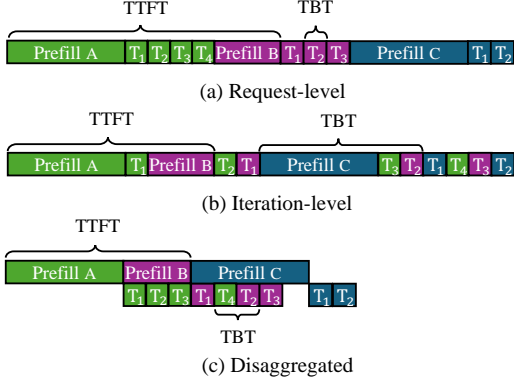 TTFT TBT
Prefill A T₁ T₂ T₃ T₄ Prefill B T₁ T₂ T₃ Prefill C T₁ T₂
(a) Request-level
TTFT TBT
Prefill A T₁ Prefill B T₂ T₁ Prefill C T₃ T₂ T₁ T₄ T₃ T₂
(b) Iteration-level
TTFT
Prefill A Prefill B Prefill C
T₁ T₂ T₃ T₁ T₄ T₂ T₃ T₁ T₂
TBT
(c) Disaggregated